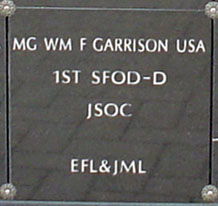 MG WM F GARRISON USA
1ST SFOD-D
JSOC
EFL&JML